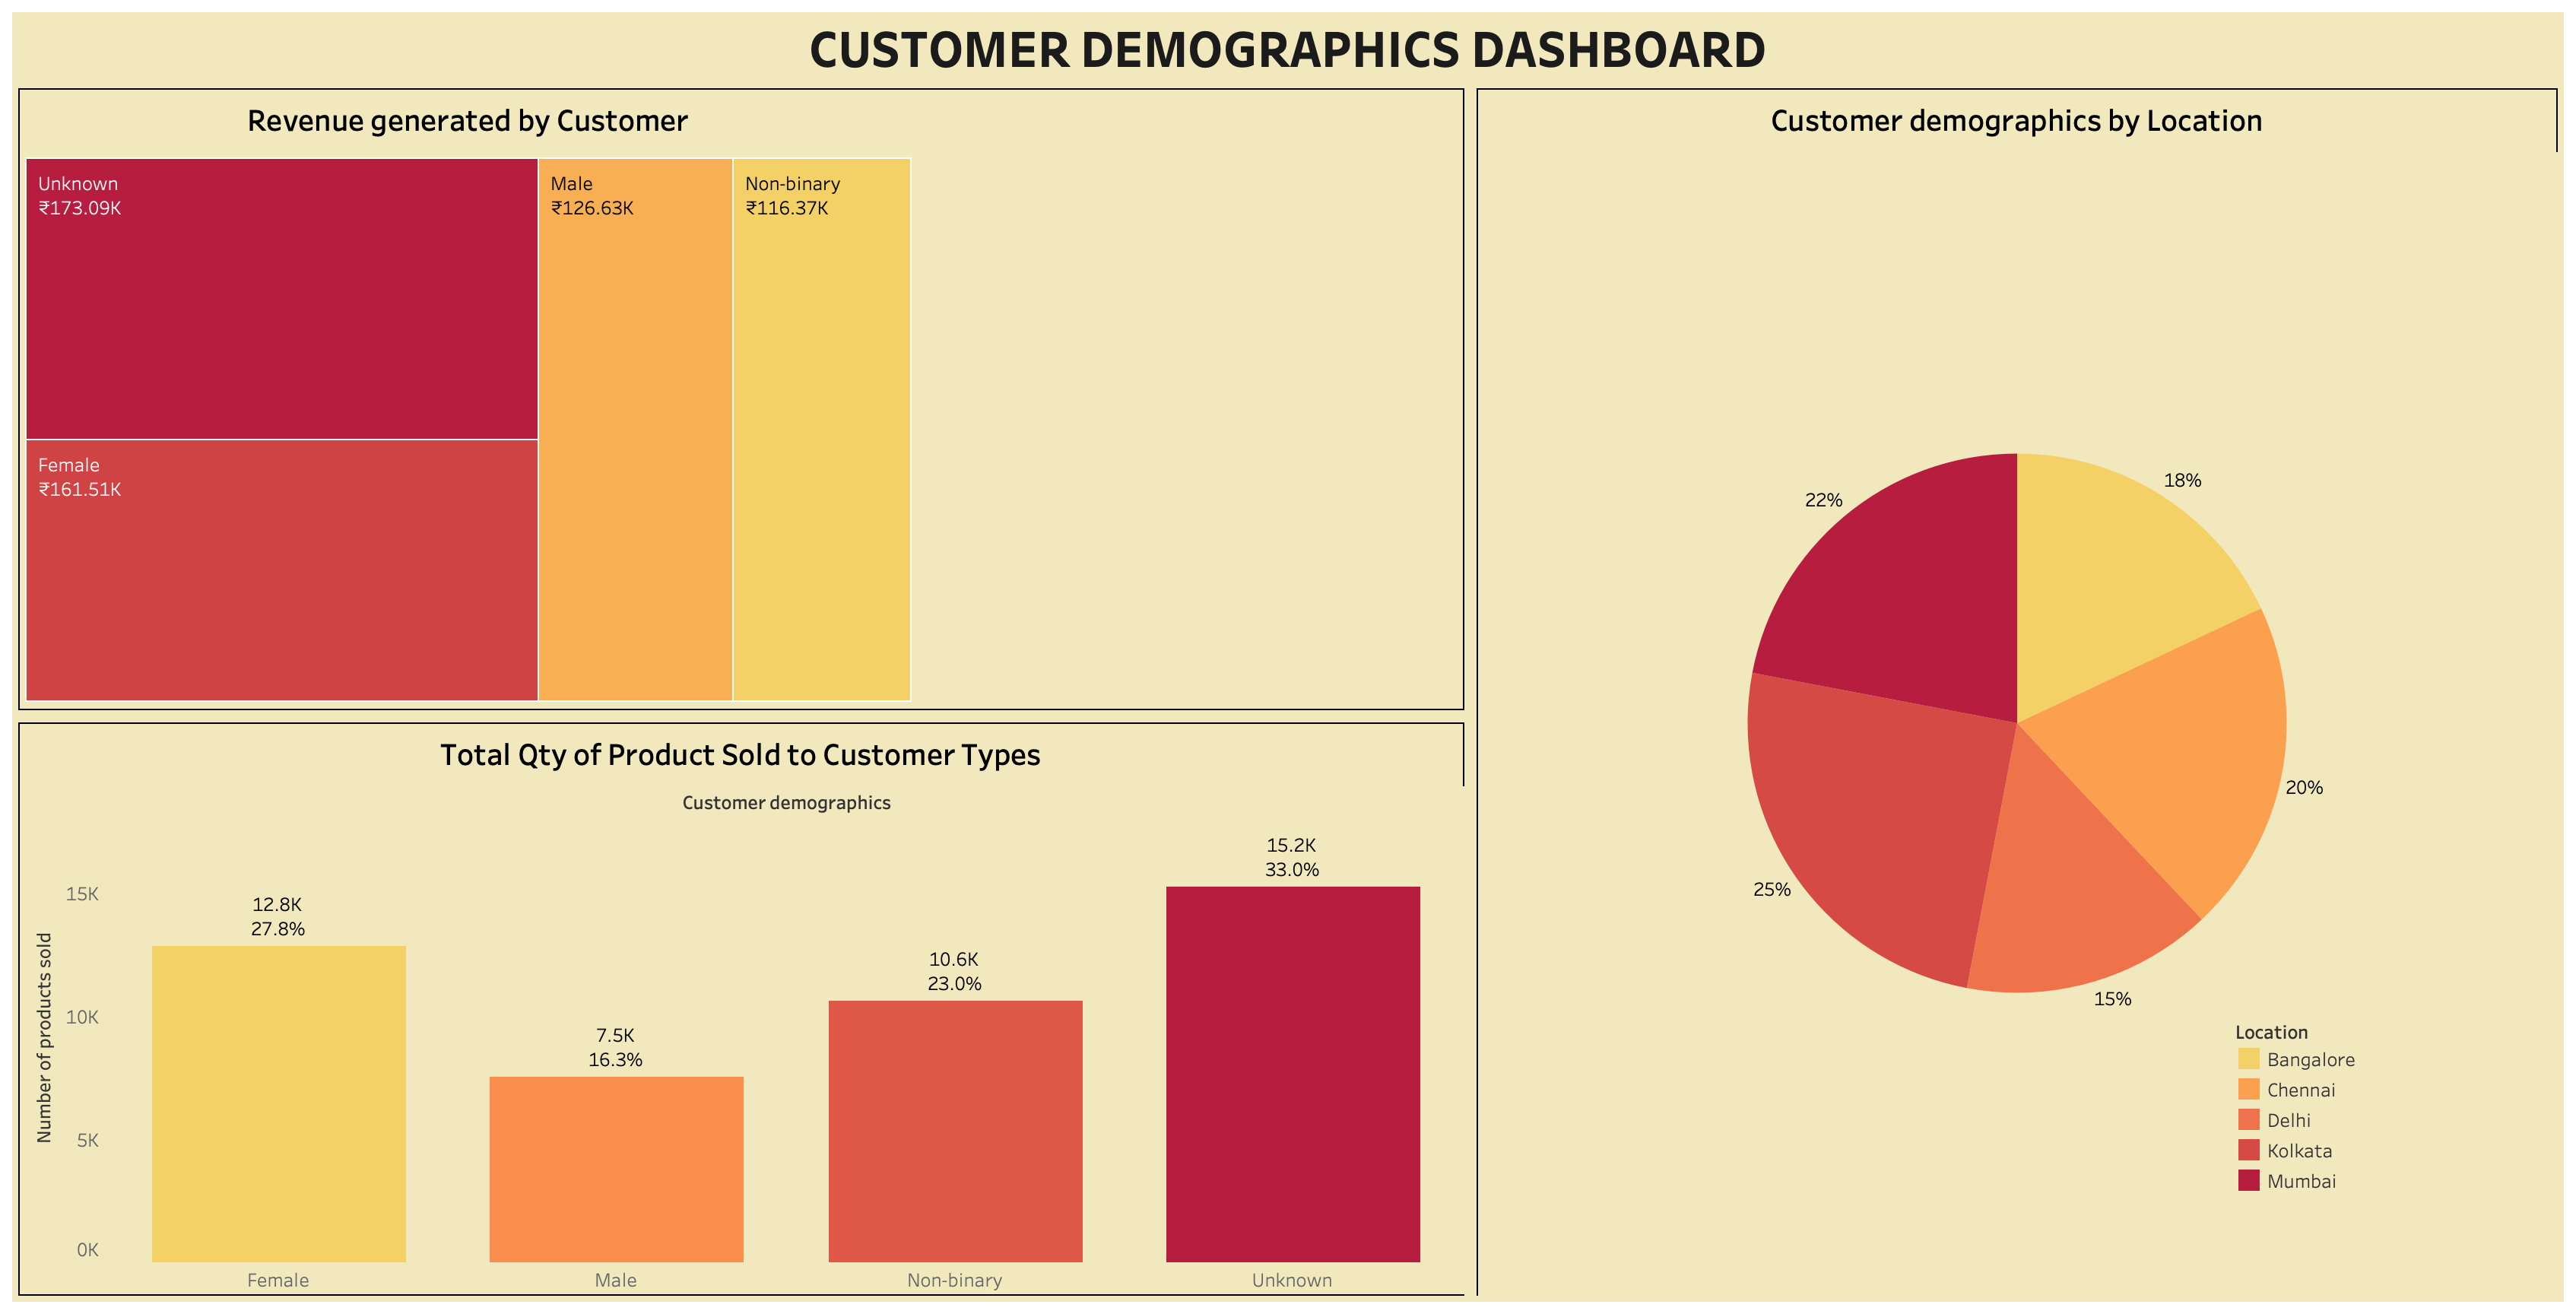 CUSTOMER DEMOGRAPHICS DASHBOARD
Revenue generated by Customer
Unknown
₹173.09K
Male
₹126.63K
Non-binary
₹116.37K
Female
₹161.51K
Total Qty of Product Sold to Customer Types
Customer demographics
Number of products sold
15K
10K
5K
0K
12.8K
27.8%
7.5K
16.3%
10.6K
23.0%
15.2K
33.0%
Female
Male
Non-binary
Unknown
Customer demographics by Location
18%
22%
20%
25%
15%
Location
Bangalore
Chennai
Delhi
Kolkata
Mumbai